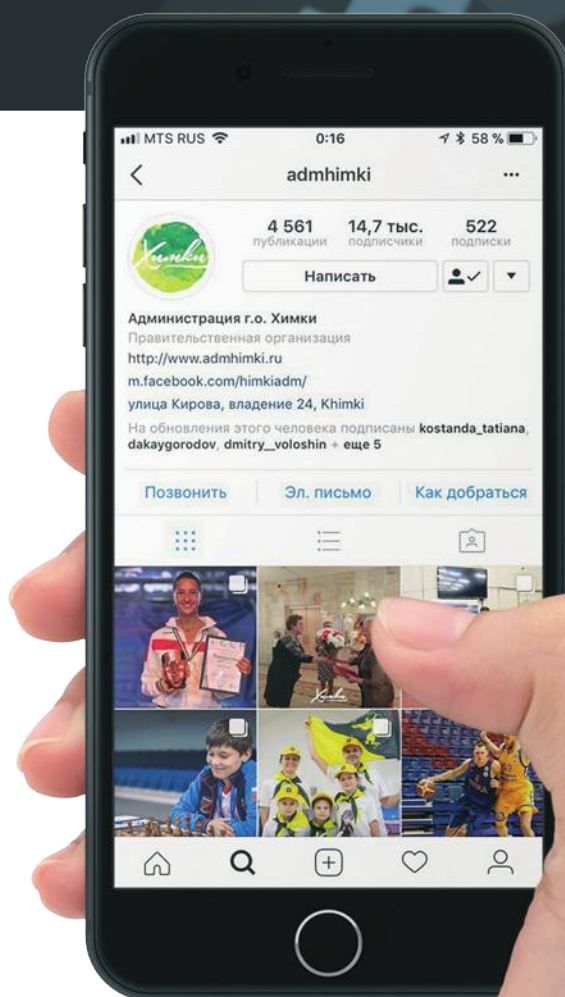 MTS RUS 0:16 58 %
admhimki
Химки
4 561 14,7 тыс. 522
публикации подписчики подписки
Написать
Администрация г.о. Химки
Правительственная организация
http://www.admhimki.ru
m.facebook.com/himkiadm/
улица Кирова, владение 24, Khimki
На обновления этого человека подписаны kostanda_tatiana,
dakaygorodov, dmitry__voloshin + еще 5
Позвонить Эл. письмо Как добраться
Химки